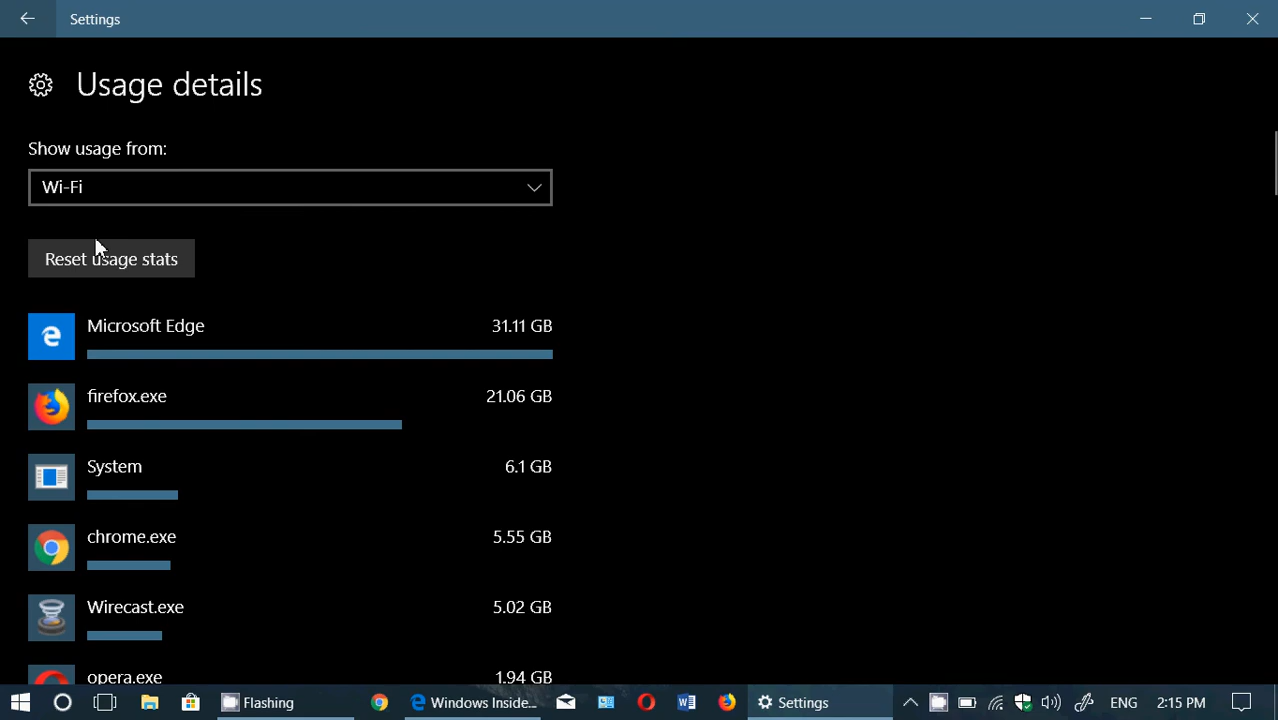 Settings
Usage details
Show usage from:
Wi-Fi
Reset usage stats
Microsoft Edge 31.11 GB
firefox.exe 21.06 GB
System 6.1 GB
chrome.exe 5.55 GB
Wirecast.exe 5.02 GB
opera.exe 1.94 GB
Flashing Windows Inside... Settings ENG 2:15 PM